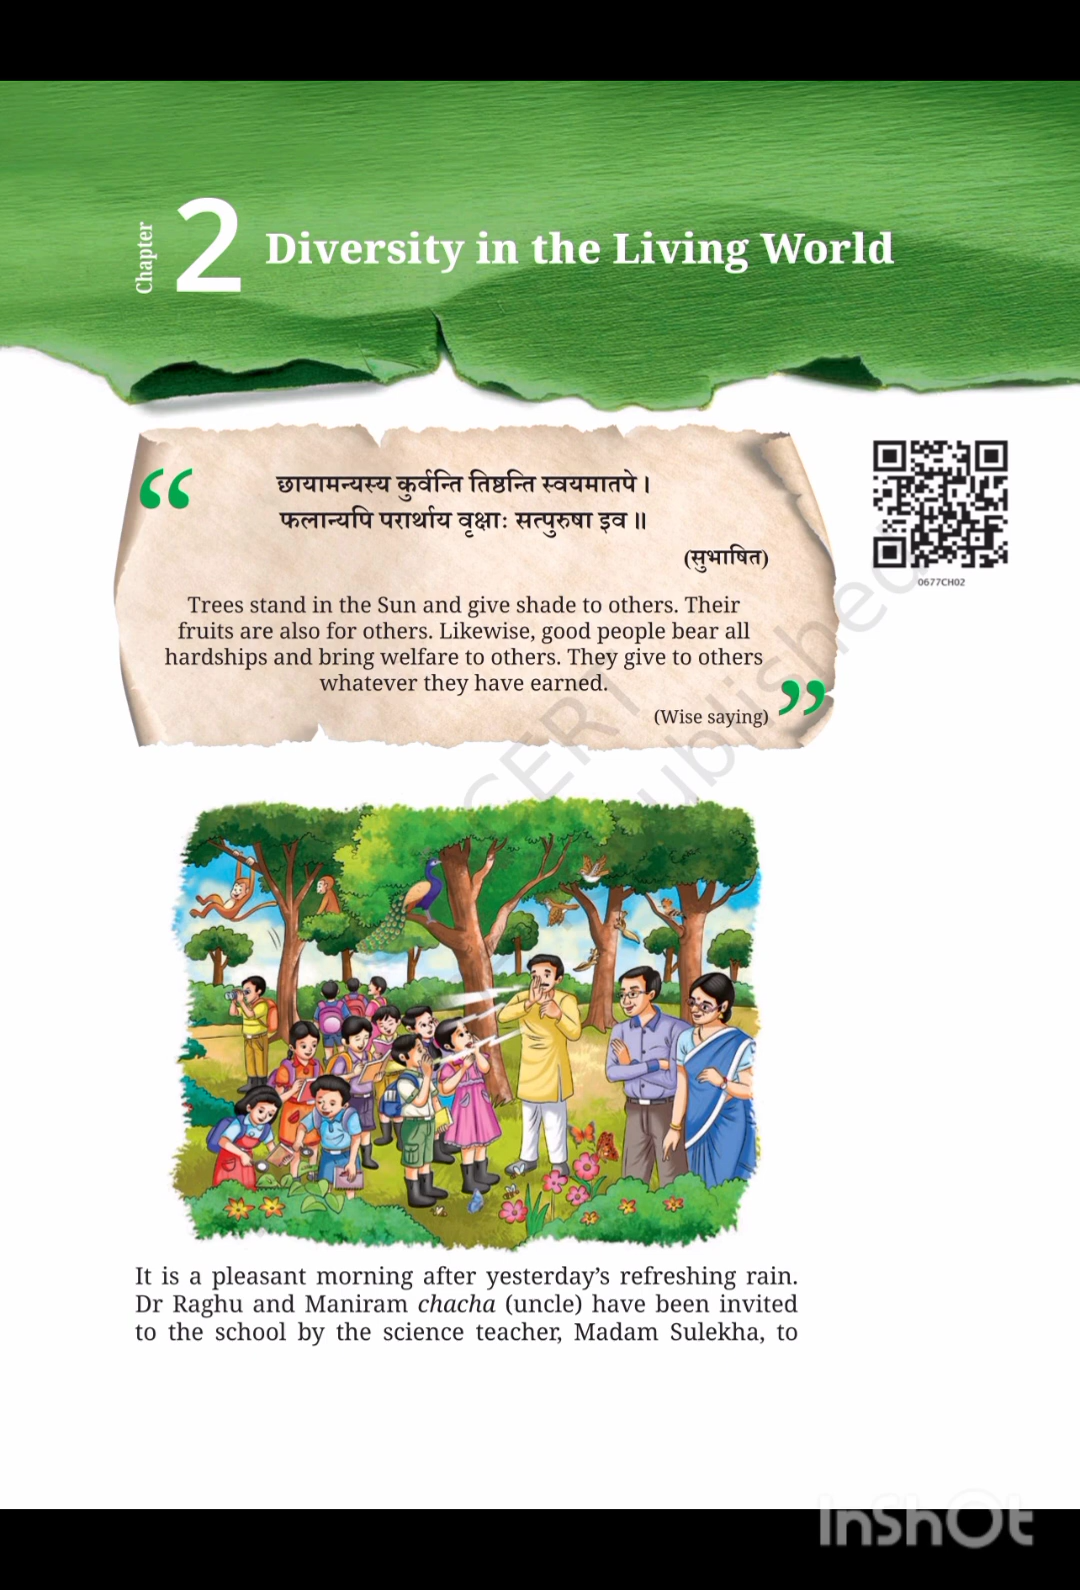 Chapter
2
Diversity in the Living World
“
छायामन्यस्य कुर्वन्ति तिष्ठन्ति स्वयमातपे ।
फलान्यपि परार्थाय वृक्षाः सत्पुरुषा इव ॥
(सुभाषित)
Trees stand in the Sun and give shade to others. Their
fruits are also for others. Likewise, good people bear all
hardships and bring welfare to others. They give to others
whatever they have earned.
(Wise saying)
”
0677CH02
It is a pleasant morning after yesterday’s refreshing rain.
Dr Raghu and Maniram chacha (uncle) have been invited
to the school by the science teacher, Madam Sulekha, to
InShOt